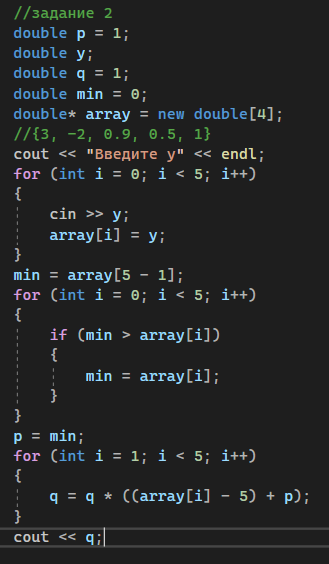 //задание 2
double p = 1;
double y;
double q = 1;
double min = 0;
double* array = new double[4];
//{3, -2, 0.9, 0.5, 1}
cout << "Введите y" << endl;
for (int i = 0; i < 5; i++)
{
    cin >> y;
    array[i] = y;
}
min = array[5 - 1];
for (int i = 0; i < 5; i++)
{
    if (min > array[i])
    {
        min = array[i];
    }
}
p = min;
for (int i = 1; i < 5; i++)
{
    q = q * ((array[i] - 5) + p);
}
cout << q;